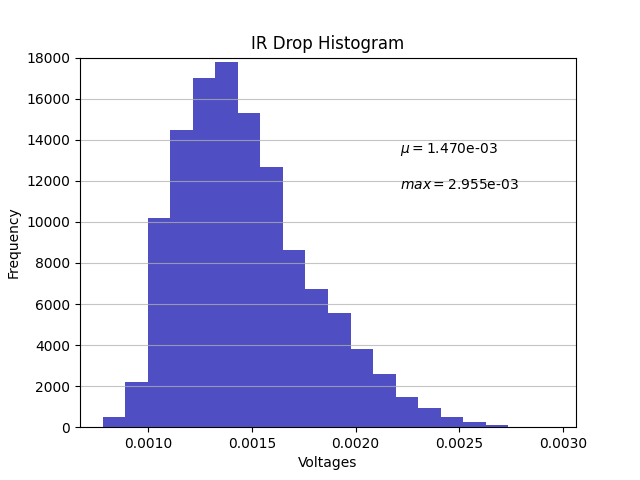 IR Drop Histogram
18000
16000
14000
12000
10000
8000
6000
4000
2000
0
Frequency
μ = 1.470e-03
max = 2.955e-03
0.0010 0.0015 0.0020 0.0025 0.0030
Voltages